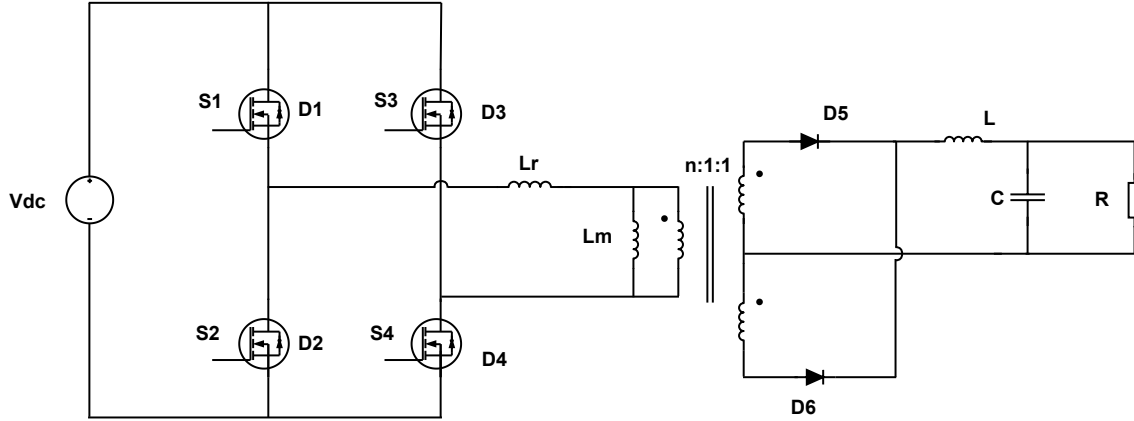 S1
D1
S3
D3
D5
L
Lr
n:1:1
Vdc
+
-
Lm
C
R
S2
D2
S4
D4
D6